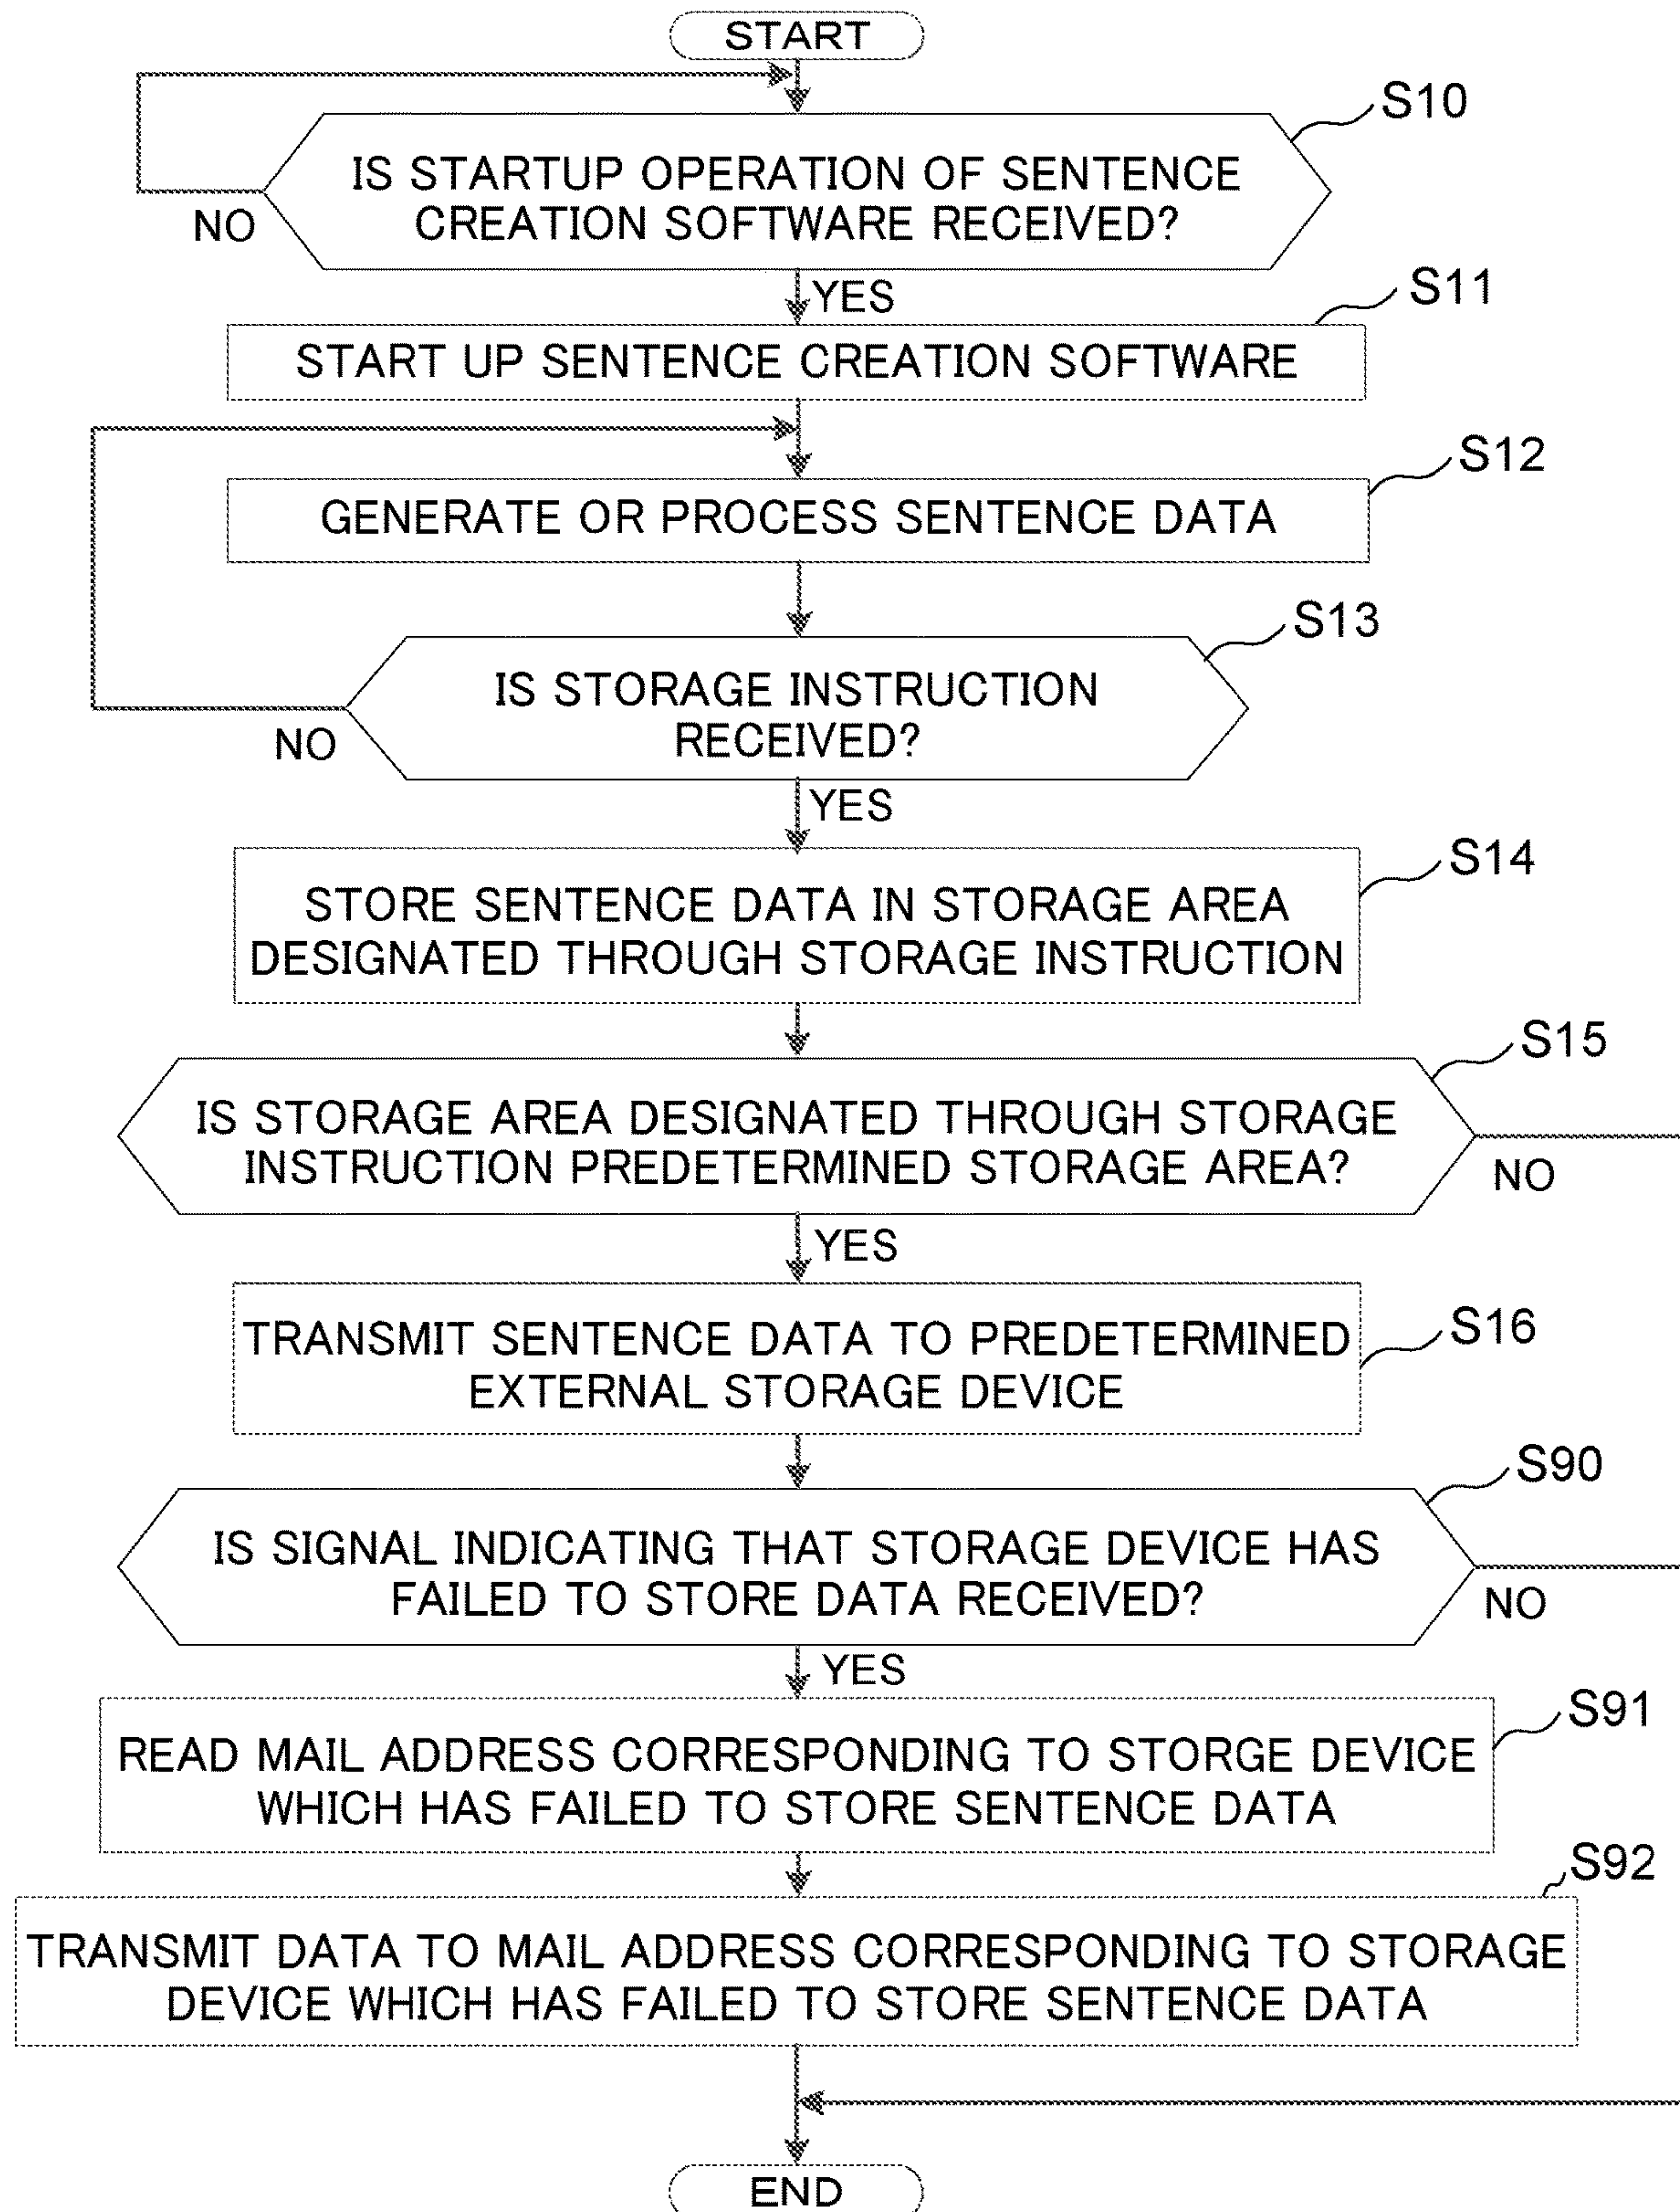 START
S10
IS STARTUP OPERATION OF SENTENCE
CREATION SOFTWARE RECEIVED?
NO
YES
S11
START UP SENTENCE CREATION SOFTWARE
S12
GENERATE OR PROCESS SENTENCE DATA
S13
IS STORAGE INSTRUCTION
RECEIVED?
NO
YES
S14
STORE SENTENCE DATA IN STORAGE AREA
DESIGNATED THROUGH STORAGE INSTRUCTION
S15
IS STORAGE AREA DESIGNATED THROUGH STORAGE
INSTRUCTION PREDETERMINED STORAGE AREA?
NO
YES
S16
TRANSMIT SENTENCE DATA TO PREDETERMINED
EXTERNAL STORAGE DEVICE
S90
IS SIGNAL INDICATING THAT STORAGE DEVICE HAS
FAILED TO STORE DATA RECEIVED?
NO
YES
S91
READ MAIL ADDRESS CORRESPONDING TO STORGE DEVICE
WHICH HAS FAILED TO STORE SENTENCE DATA
S92
TRANSMIT DATA TO MAIL ADDRESS CORRESPONDING TO STORAGE
DEVICE WHICH HAS FAILED TO STORE SENTENCE DATA
END